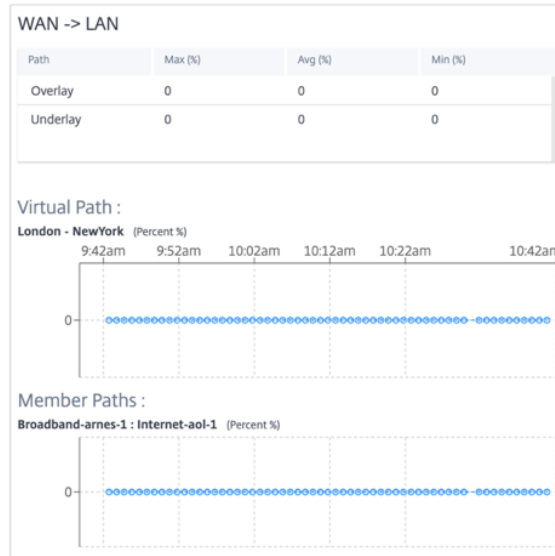 WAN -> LAN
Path Max (%) Avg (%) Min (%)
Overlay 0 0 0
Underlay 0 0 0
Virtual Path :
London - NewYork (Percent %)
9:42am 9:52am 10:02am 10:12am 10:22am 10:42am
0
Member Paths :
Broadband-arnes-1 : Internet-aol-1 (Percent %)
0